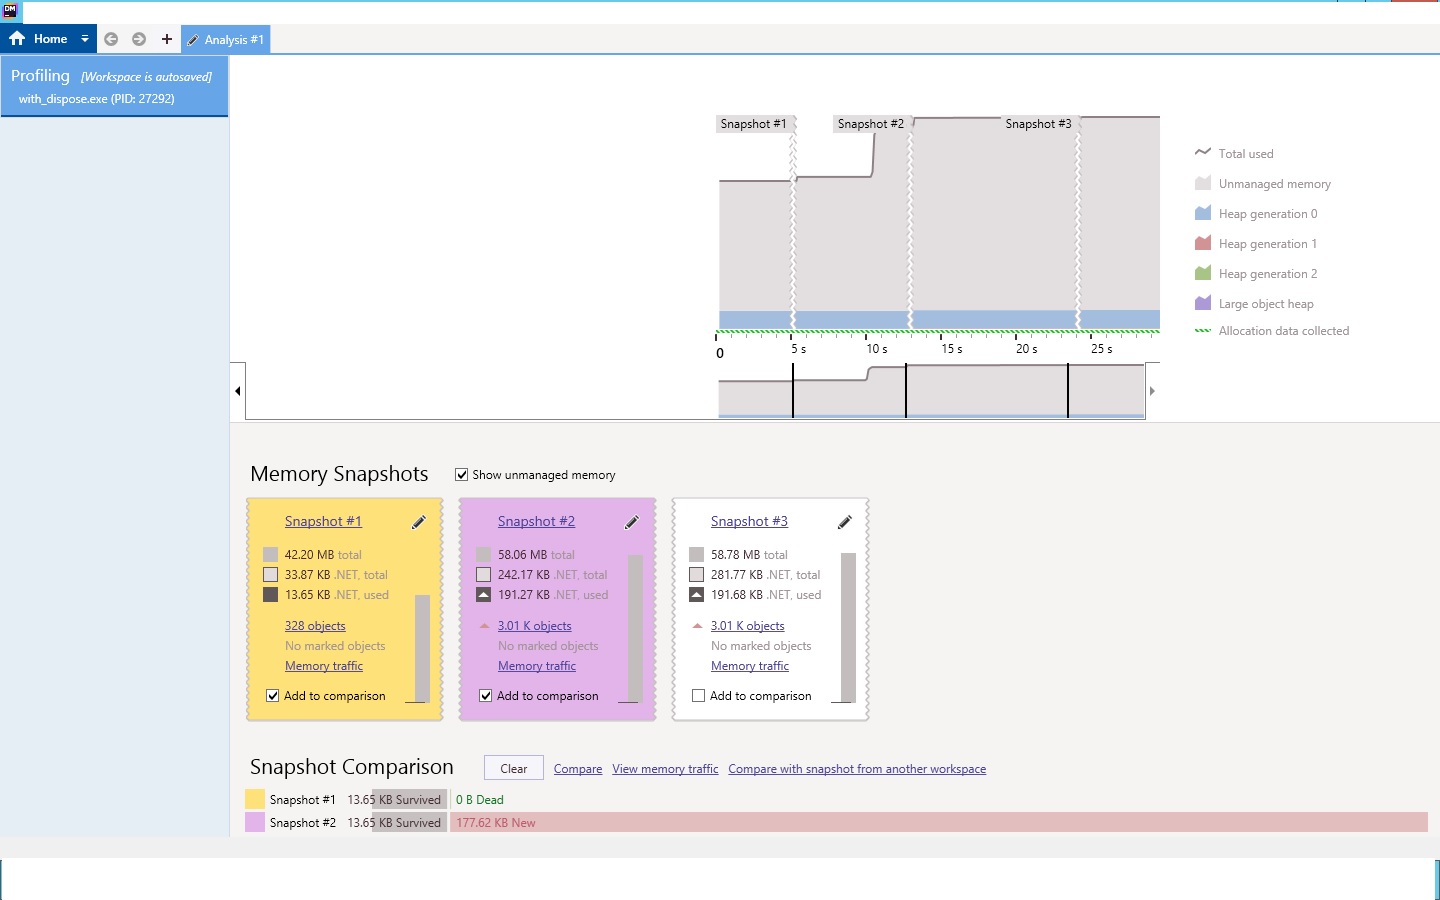 DM
Home
Analysis #1
Profiling [Workspace is autosaved]
with_dispose.exe (PID: 27292)
Snapshot #1 Snapshot #2 Snapshot #3
Total used
Unmanaged memory
Heap generation 0
Heap generation 1
Heap generation 2
Large object heap
Allocation data collected
0 5 s 10 s 15 s 20 s 25 s
Memory Snapshots Show unmanaged memory
Snapshot #1
42.20 MB total
33.87 KB .NET, total
13.65 KB .NET, used
328 objects
No marked objects
Memory traffic
Add to comparison
Snapshot #2
58.06 MB total
242.17 KB .NET, total
191.27 KB .NET, used
3.01 K objects
No marked objects
Memory traffic
Add to comparison
Snapshot #3
58.78 MB total
281.77 KB .NET, total
191.68 KB .NET, used
3.01 K objects
No marked objects
Memory traffic
Add to comparison
Snapshot Comparison Clear Compare View memory traffic Compare with snapshot from another workspace
Snapshot #1 13.65 KB Survived 0 B Dead
Snapshot #2 13.65 KB Survived 177.62 KB New